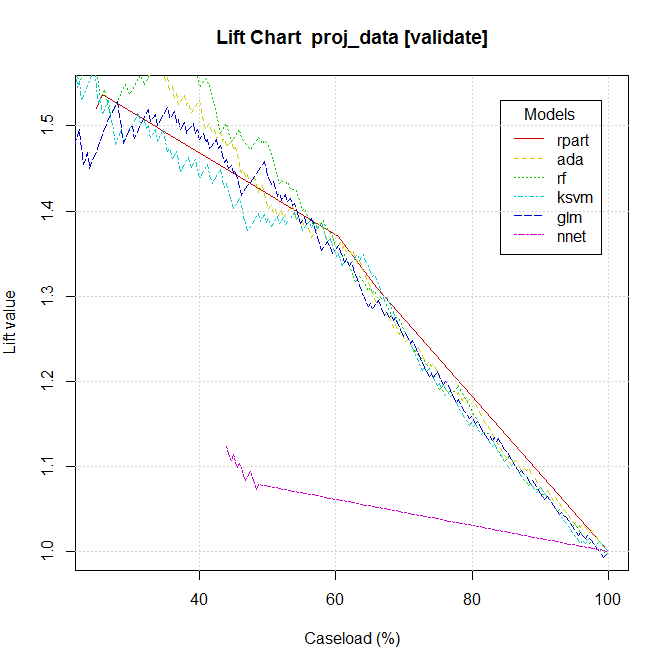 Lift Chart  proj_data [validate]
Lift value
1.5
1.4
1.3
1.2
1.1
1.0
Models
rpart
ada
rf
ksvm
glm
nnet
40
60
80
100
Caseload (%)